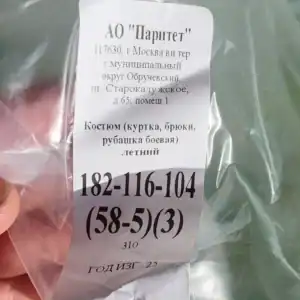 АО "Паритет"
117630, г Москва вн тер
г муниципальный
округ Обручевский,
ш. Старокалужское,
д 65, помещ 1
Костюм (куртка, брюки,
рубашка боевая)
летний
182-116-104
(58-5)(3)
310
ГОД ИЗГ 22